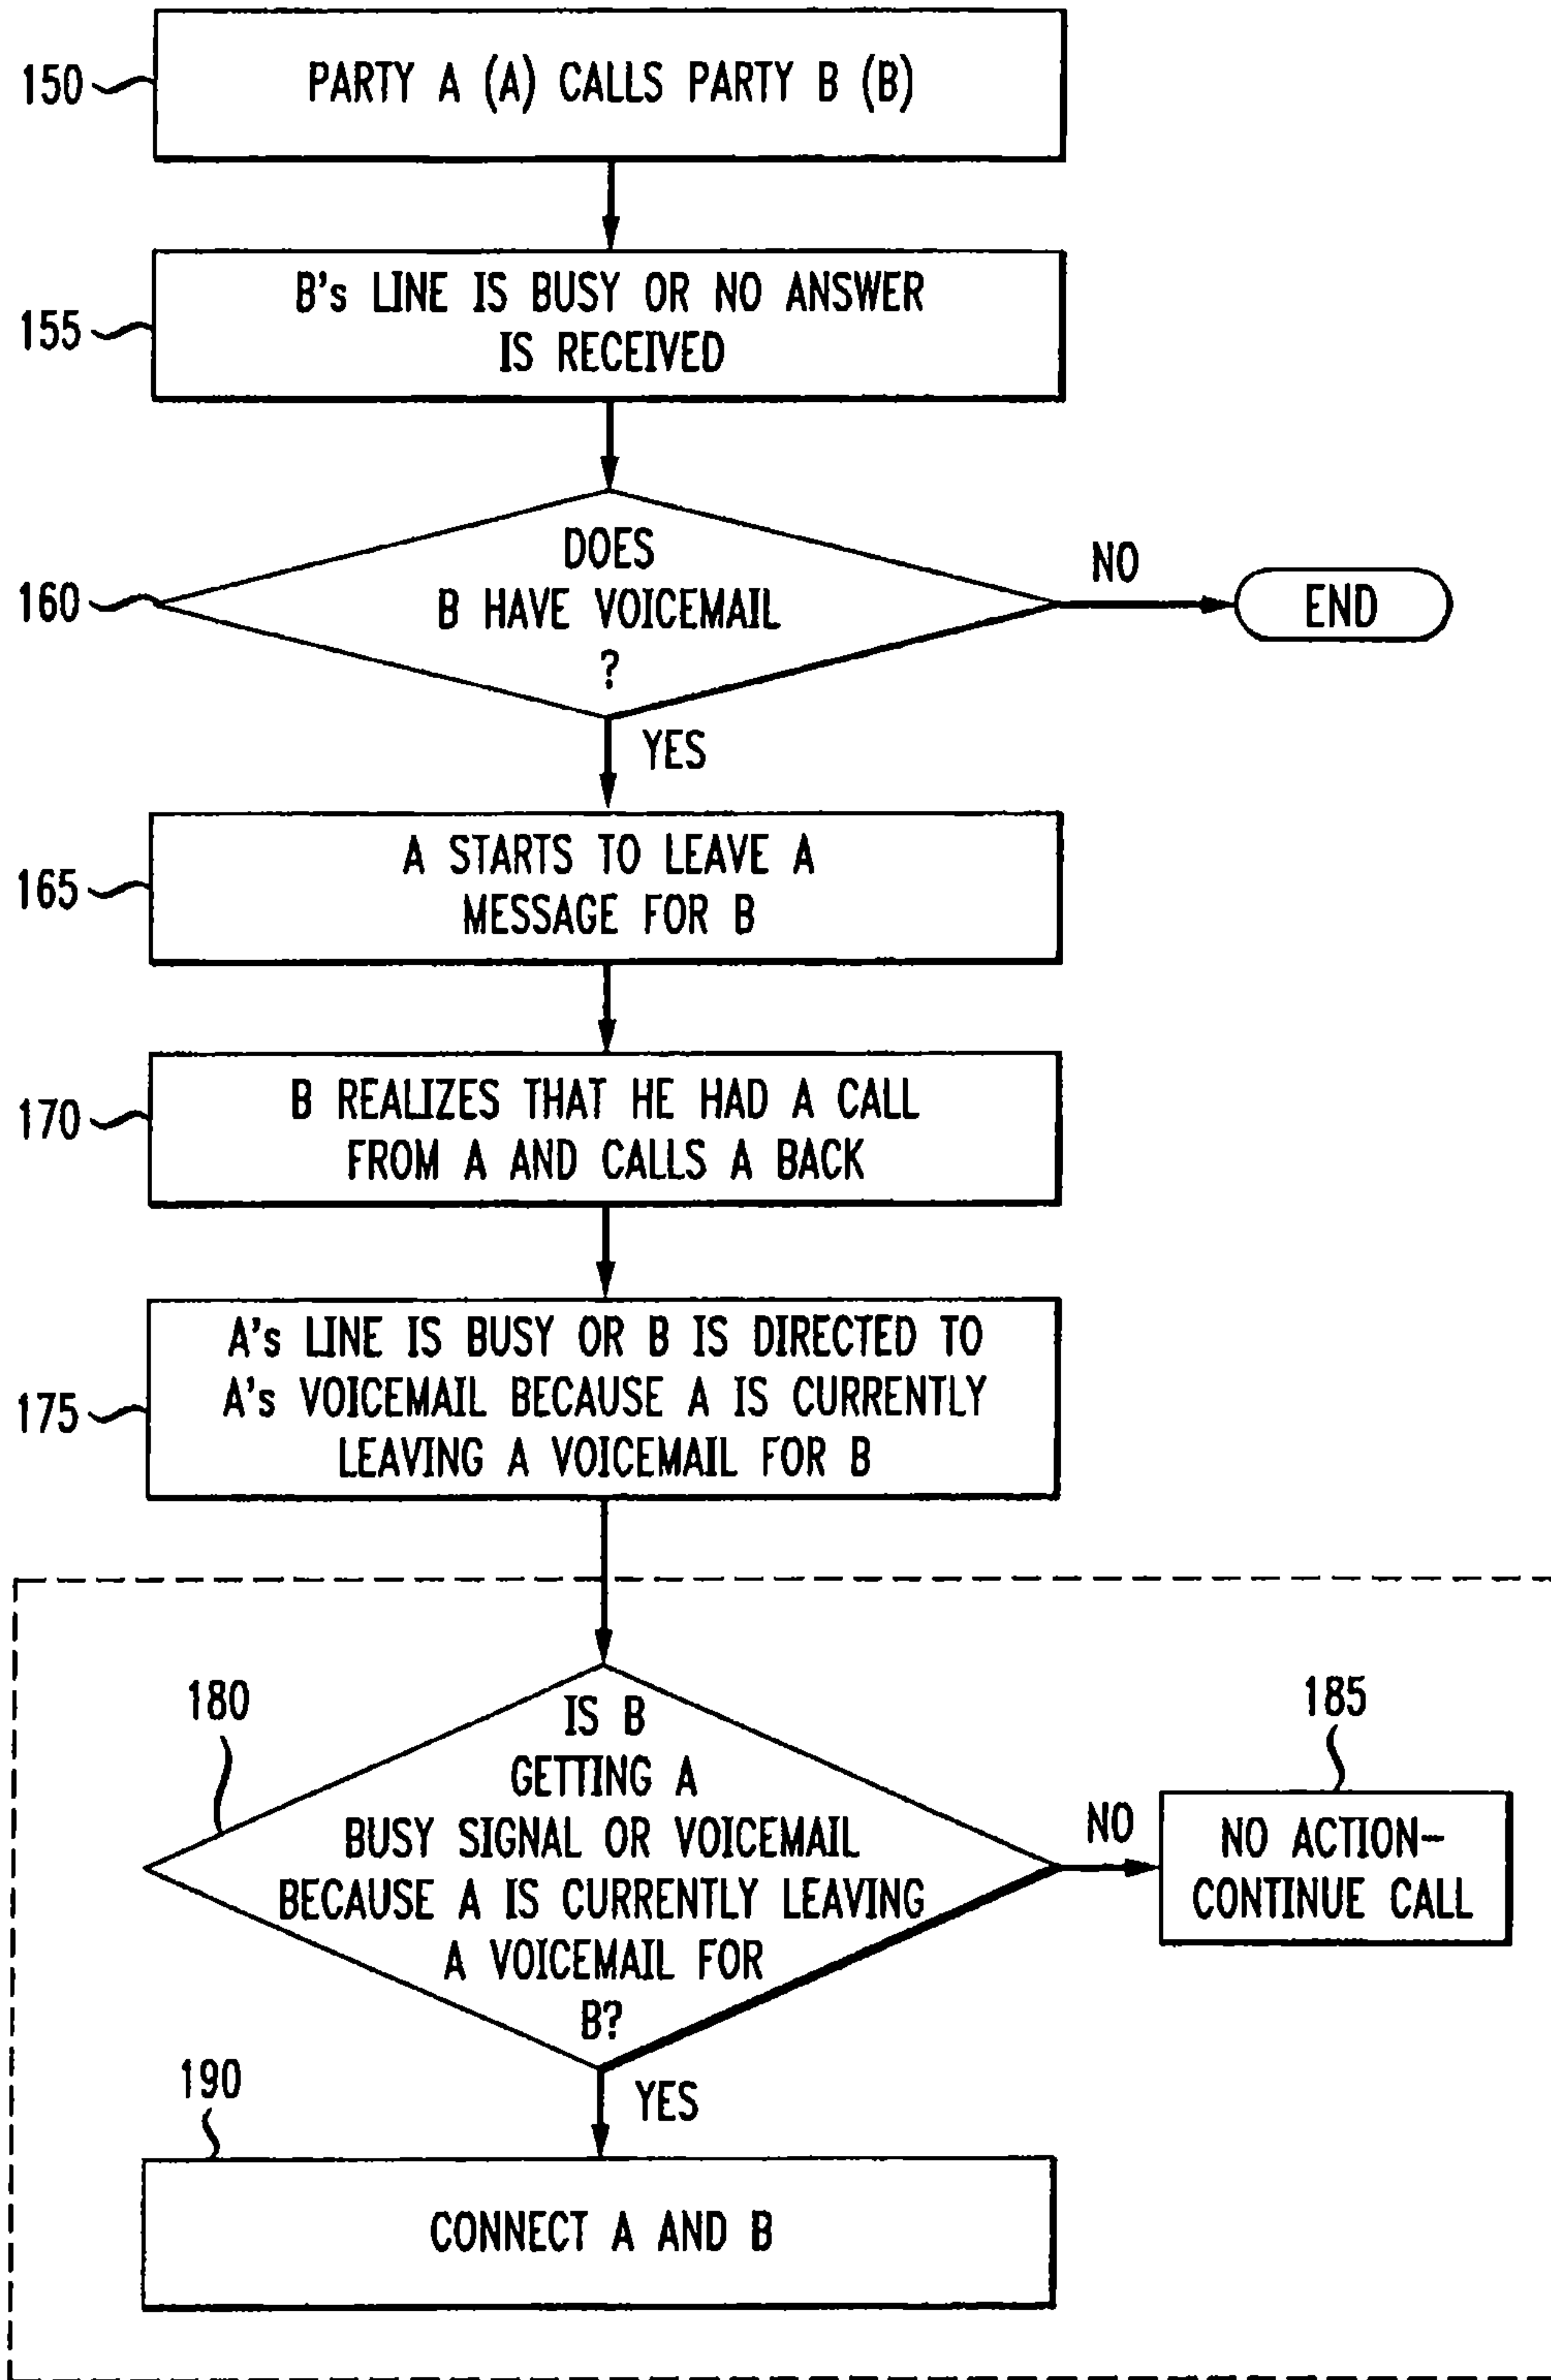 150
PARTY A (A) CALLS PARTY B (B)
155
B's LINE IS BUSY OR NO ANSWER
IS RECEIVED
160
DOES
B HAVE VOICEMAIL
?
NO
END
YES
165
A STARTS TO LEAVE A
MESSAGE FOR B
170
B REALIZES THAT HE HAD A CALL
FROM A AND CALLS A BACK
175
A's LINE IS BUSY OR B IS DIRECTED TO
A's VOICEMAIL BECAUSE A IS CURRENTLY
LEAVING A VOICEMAIL FOR B
180
IS B
GETTING A
BUSY SIGNAL OR VOICEMAIL
BECAUSE A IS CURRENTLY LEAVING
A VOICEMAIL FOR
B?
NO
185
NO ACTION-
CONTINUE CALL
YES
190
CONNECT A AND B